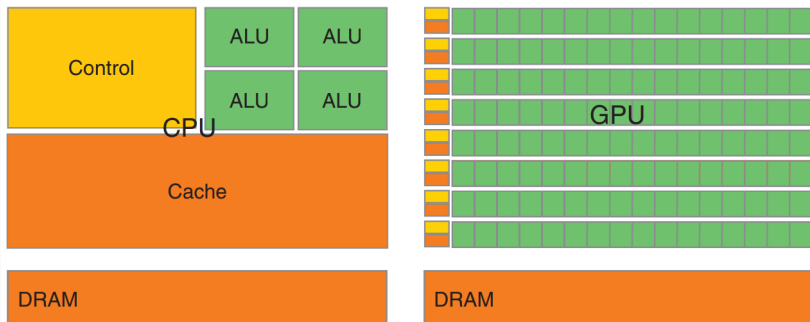 Control
ALU ALU
ALU ALU
CPU
Cache
DRAM
GPU
DRAM